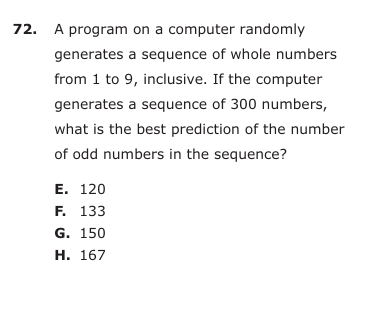 72. A program on a computer randomly
generates a sequence of whole numbers
from 1 to 9, inclusive. If the computer
generates a sequence of 300 numbers,
what is the best prediction of the number
of odd numbers in the sequence?
E. 120
F. 133
G. 150
H. 167